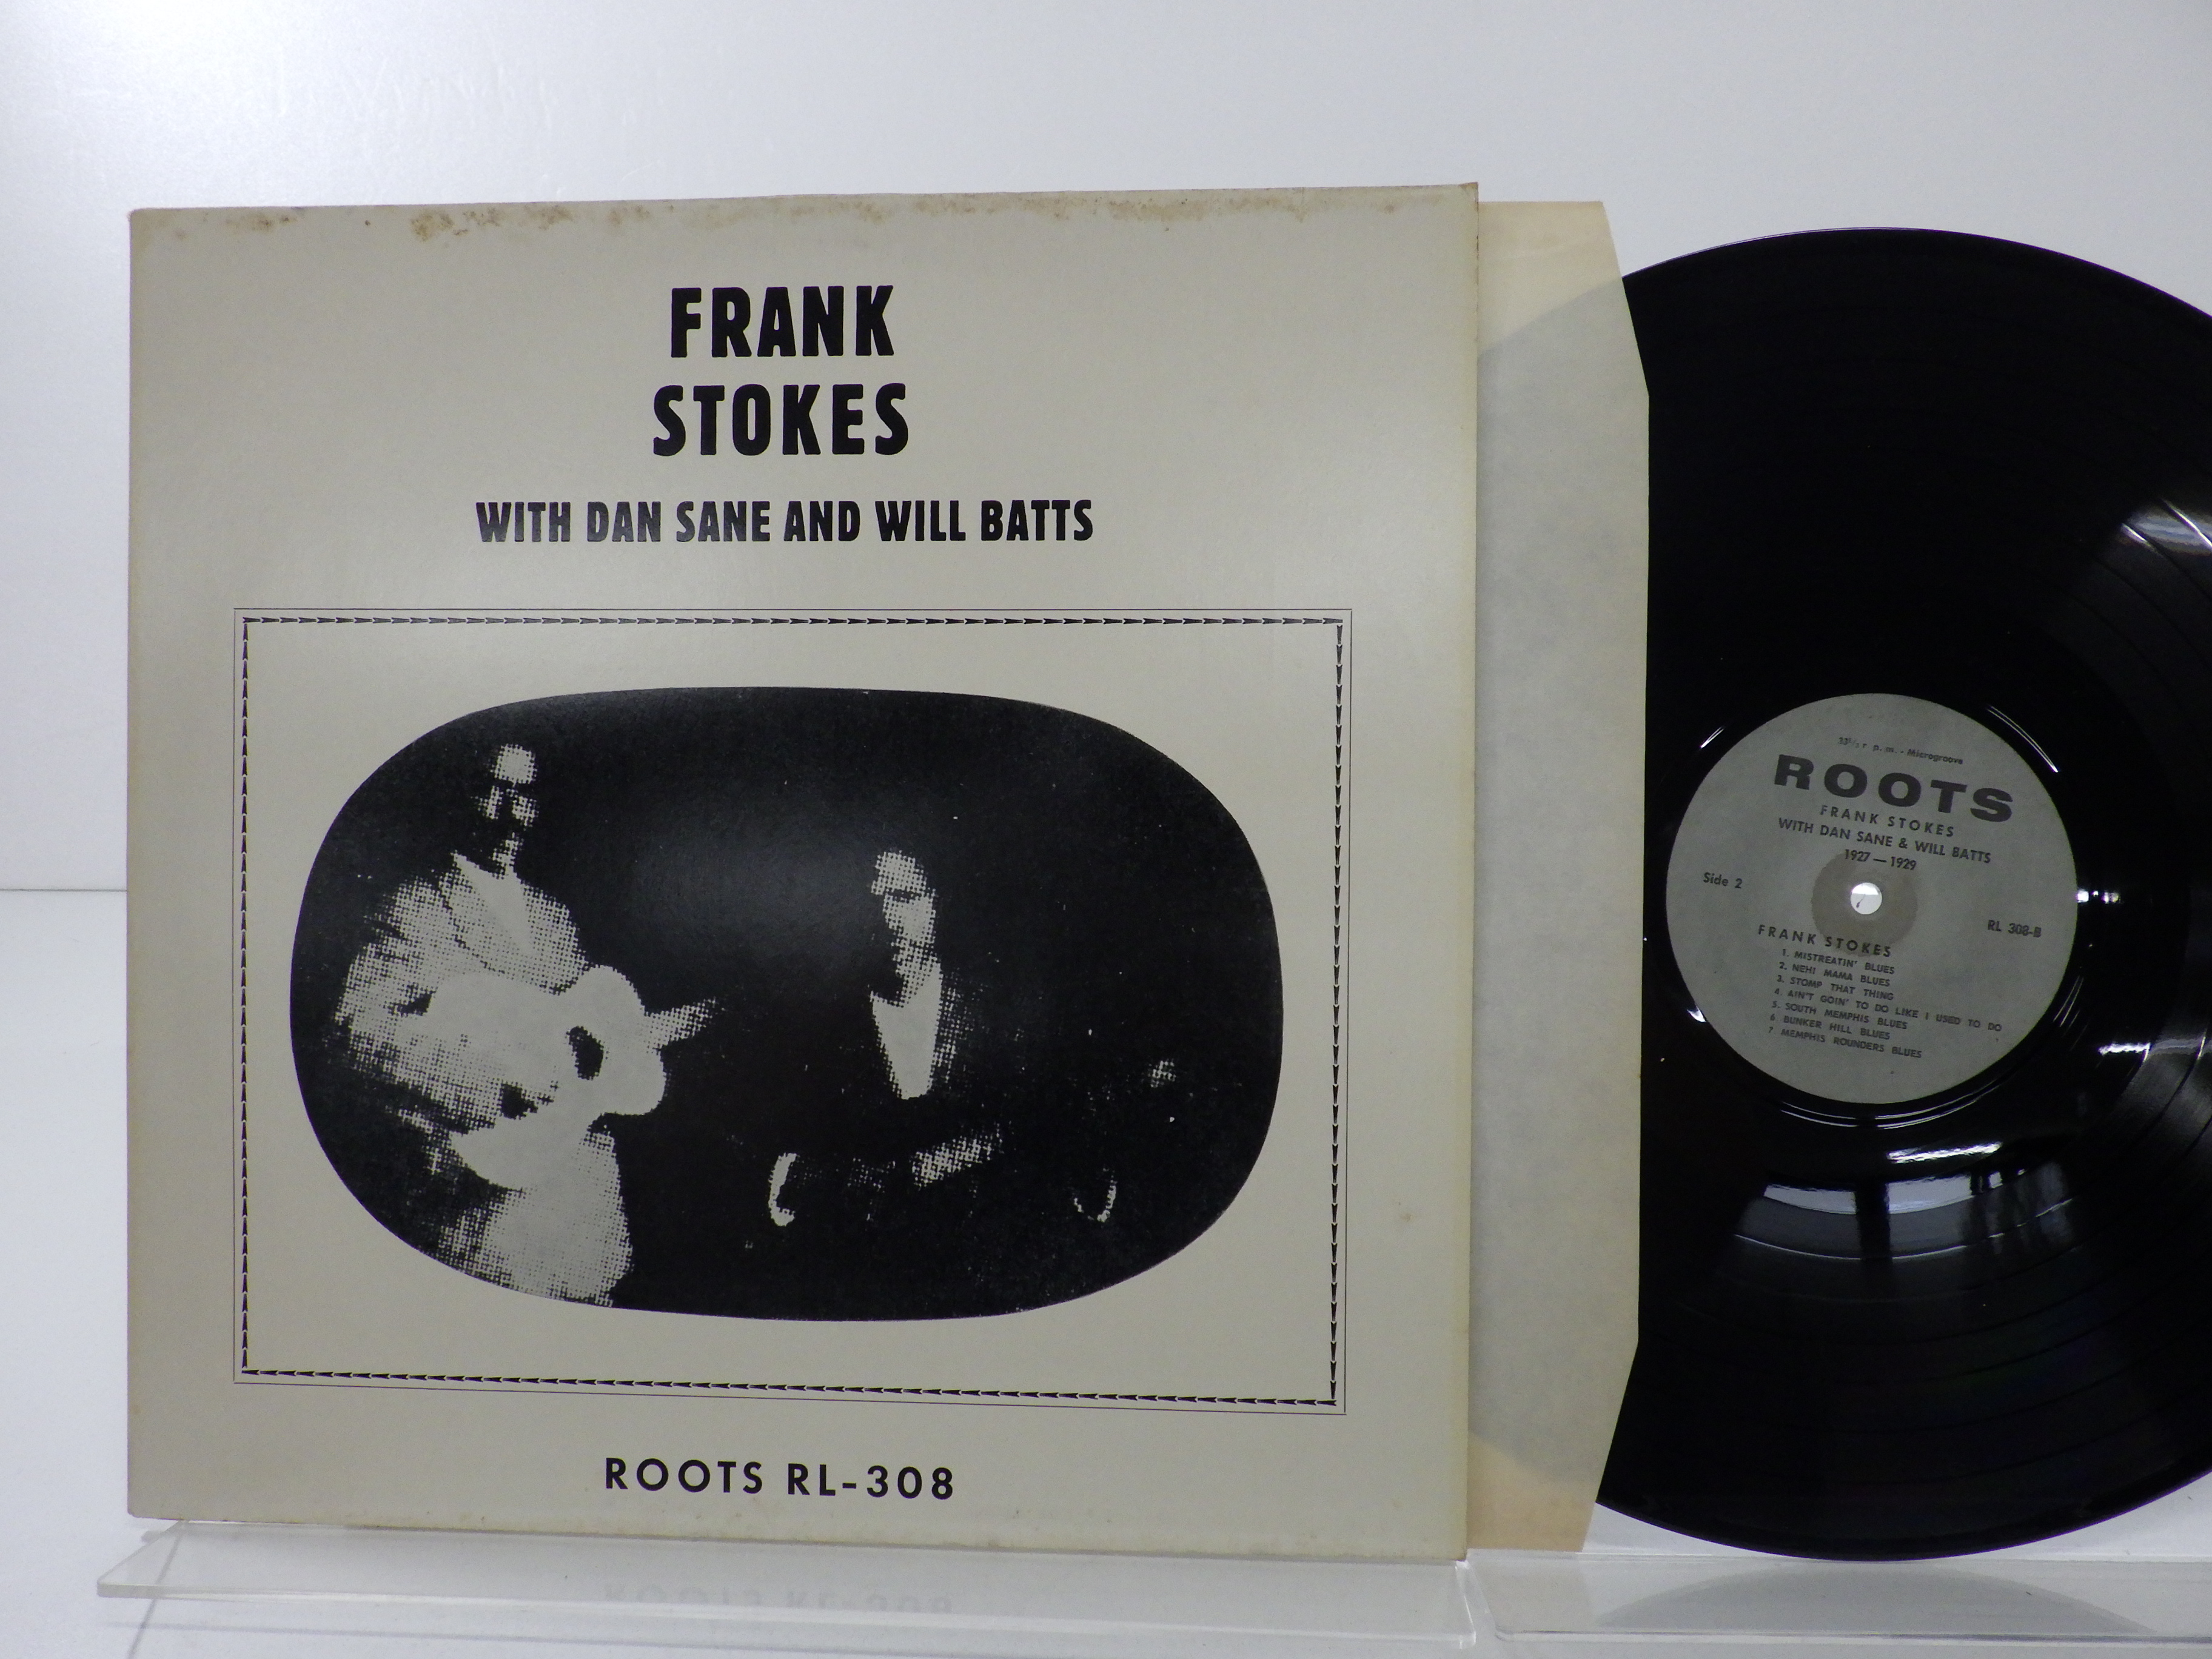 FRANK
STOKES
WITH DAN SANE AND WILL BATTS
ROOTS RL-308
33⅓ r. p. m. - Microgroove
ROOTS
FRANK STOKES
WITH DAN SANE & WILL BATTS
1927 — 1929
Side 2
RL 308-B
FRANK STOKES
1. MISTREATIN' BLUES
2. NEHI MAMA BLUES
3. STOMP THAT THING
4. AIN'T GOIN' TO DO LIKE I USED TO DO
5. SOUTH MEMPHIS BLUES
6 BUNKER HILL BLUES
7 MEMPHIS ROUNDERS BLUES